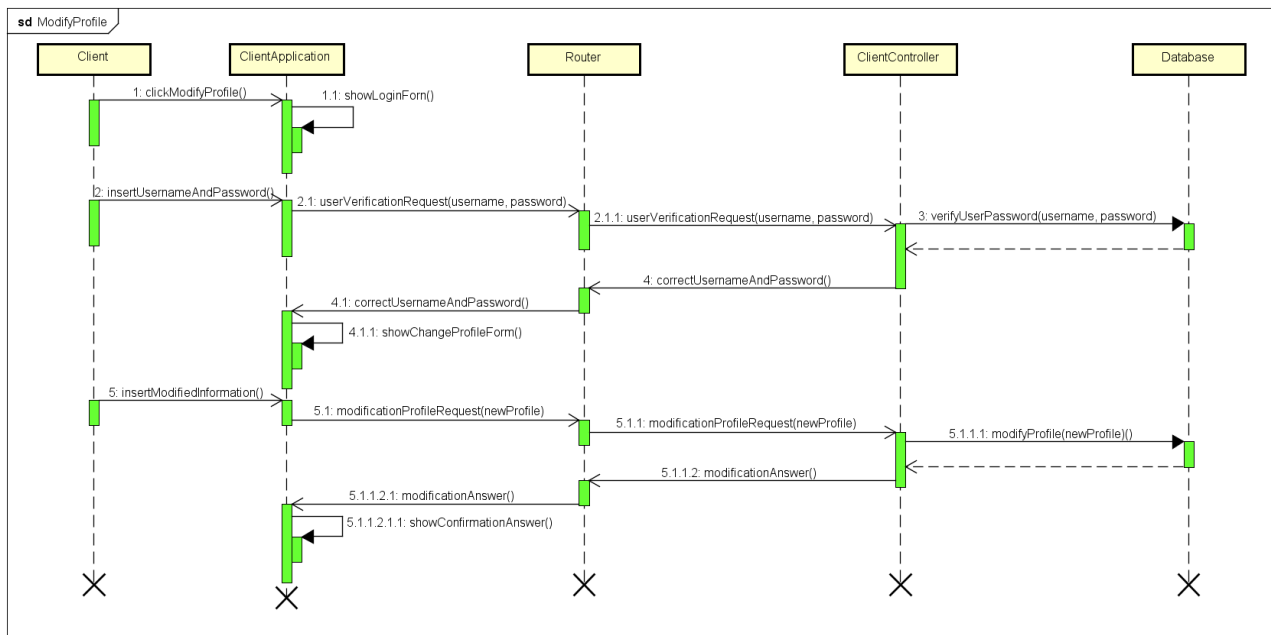 sd ModifyProfile
Client
ClientApplication
Router
ClientController
Database
1: clickModifyProfile()
1.1: showLoginForn()
2: insertUsernameAndPassword()
2.1: userVerificationRequest(username, password)
2.1.1: userVerificationRequest(username, password)
3: verifyUserPassword(username, password)
4: correctUsernameAndPassword()
4.1: correctUsernameAndPassword()
4.1.1: showChangeProfileForm()
5: insertModifiedInformation()
5.1: modificationProfileRequest(newProfile)
5.1.1: modificationProfileRequest(newProfile)
5.1.1.1: modifyProfile(newProfile)()
5.1.1.2: modificationAnswer()
5.1.1.2.1: modificationAnswer()
5.1.1.2.1.1: showConfirmationAnswer()